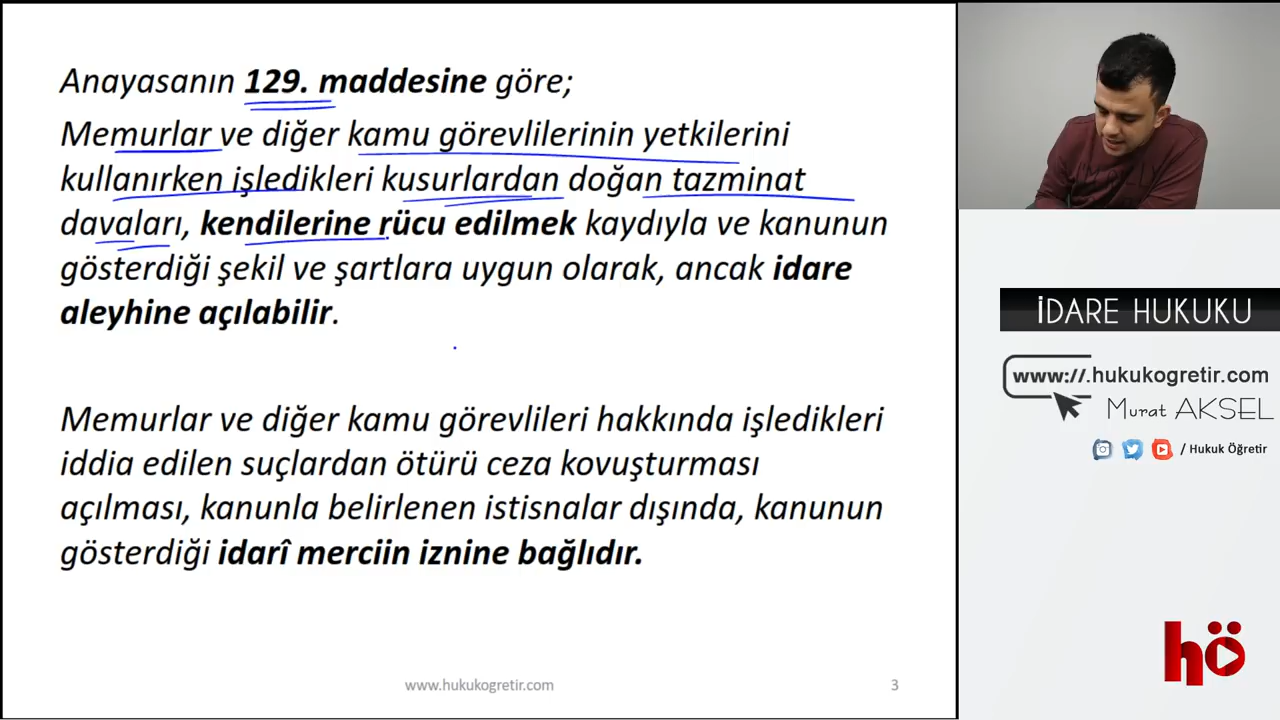 Anayasanın 129. maddesine göre;
Memurlar ve diğer kamu görevlilerinin yetkilerini
kullanırken işledikleri kusurlardan doğan tazminat
davaları, kendilerine rücu edilmek kaydıyla ve kanunun
gösterdiği şekil ve şartlara uygun olarak, ancak idare
aleyhine açılabilir.
Memurlar ve diğer kamu görevlileri hakkında işledikleri
iddia edilen suçlardan ötürü ceza kovuşturması
açılması, kanunla belirlenen istisnalar dışında, kanunun
gösterdiği idarî merciin iznine bağlıdır.
www.hukukogretir.com
3
İDARE HUKUKU
www://.hukukogretir.com
Murat AKSEL
/ Hukuk Öğretir
hö